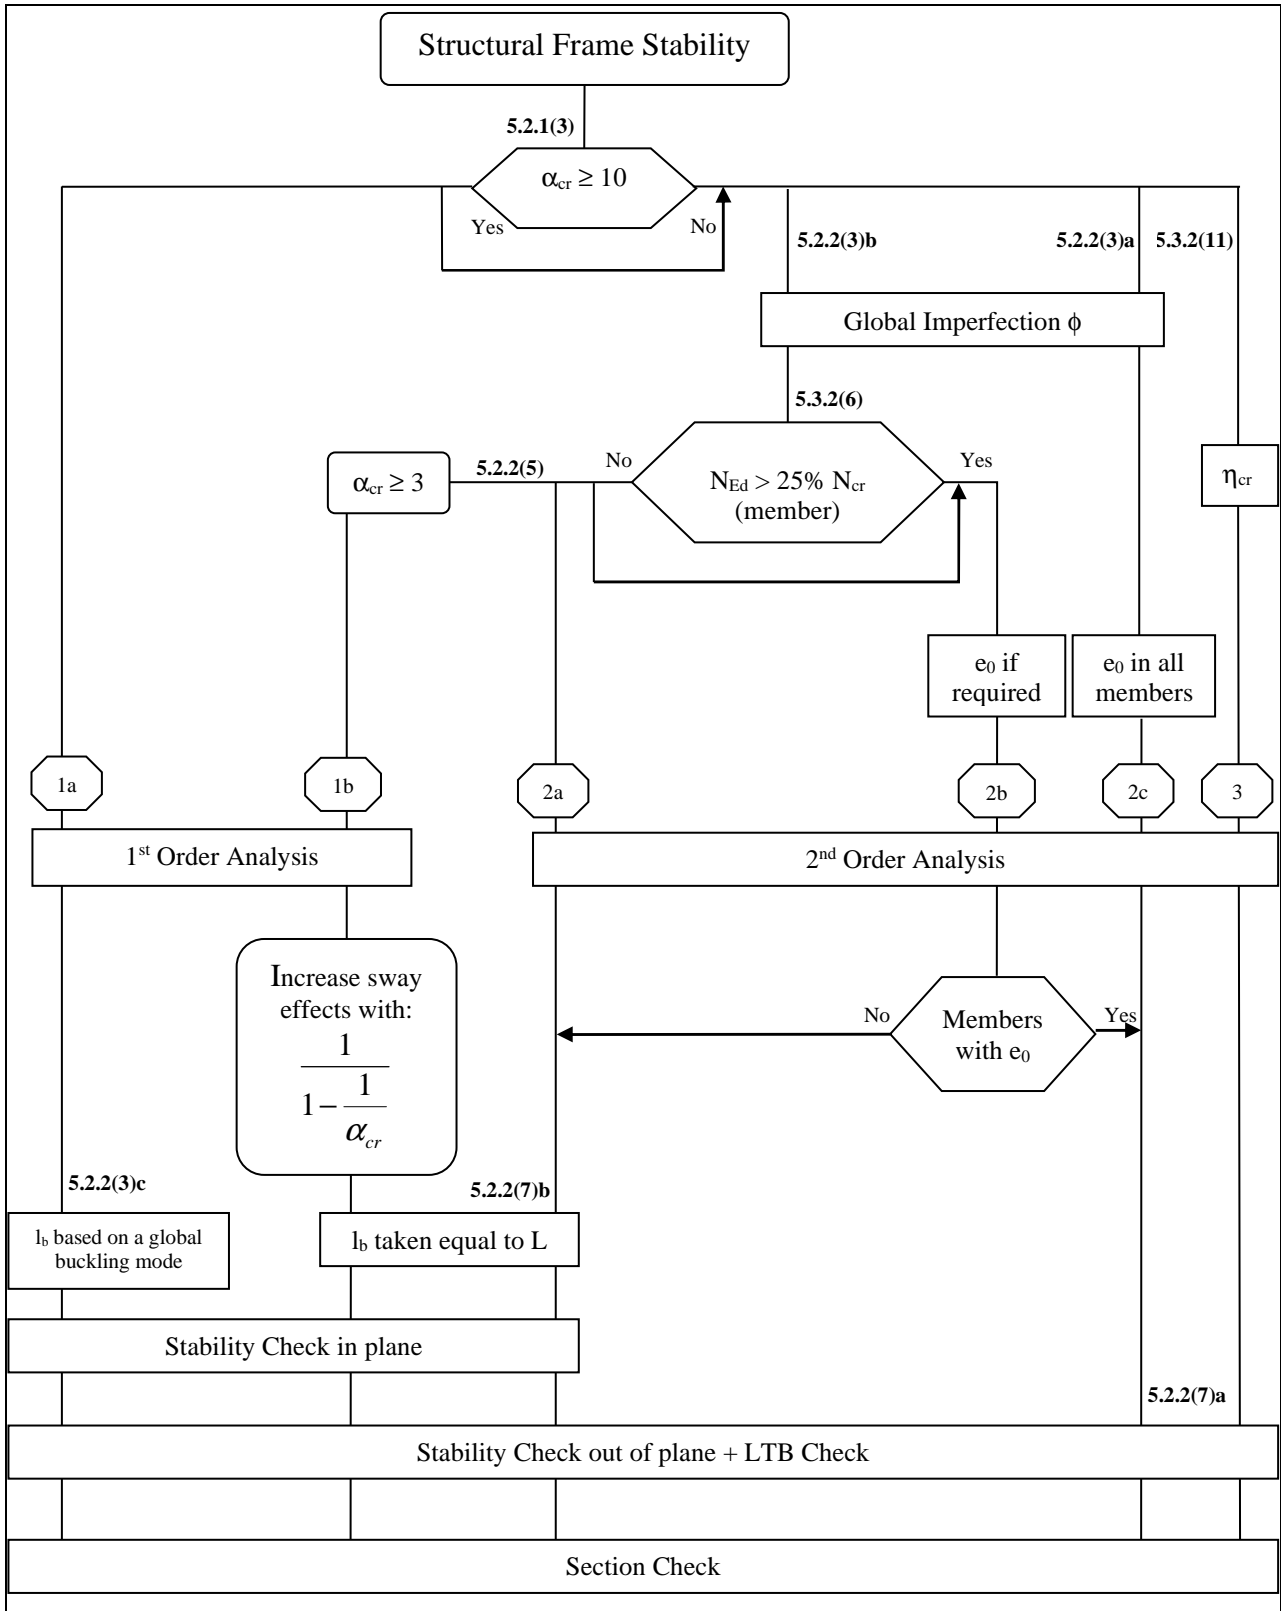 Structural Frame Stability
5.2.1(3)
αcr ≥ 10
Yes
No
5.2.2(3)b
5.2.2(3)a
5.3.2(11)
Global Imperfection ϕ
5.3.2(6)
αcr ≥ 3
5.2.2(5)
No
Yes
NEd > 25% Ncr
(member)
ηcr
e0 if
required
e0 in all
members
1a
1b
2a
2b
2c
3
1st Order Analysis
2nd Order Analysis
Increase sway
effects with:
1
1 − 1
αcr
No
Members
with e0
Yes
5.2.2(3)c
5.2.2(7)b
lb based on a global
buckling mode
lb taken equal to L
Stability Check in plane
5.2.2(7)a
Stability Check out of plane + LTB Check
Section Check